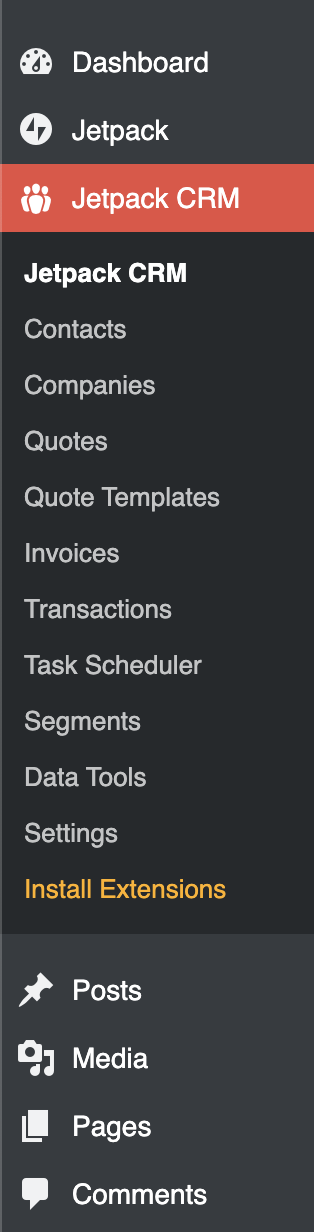 Dashboard
Jetpack
Jetpack CRM
Jetpack CRM
Contacts
Companies
Quotes
Quote Templates
Invoices
Transactions
Task Scheduler
Segments
Data Tools
Settings
Install Extensions
Posts
Media
Pages
Comments